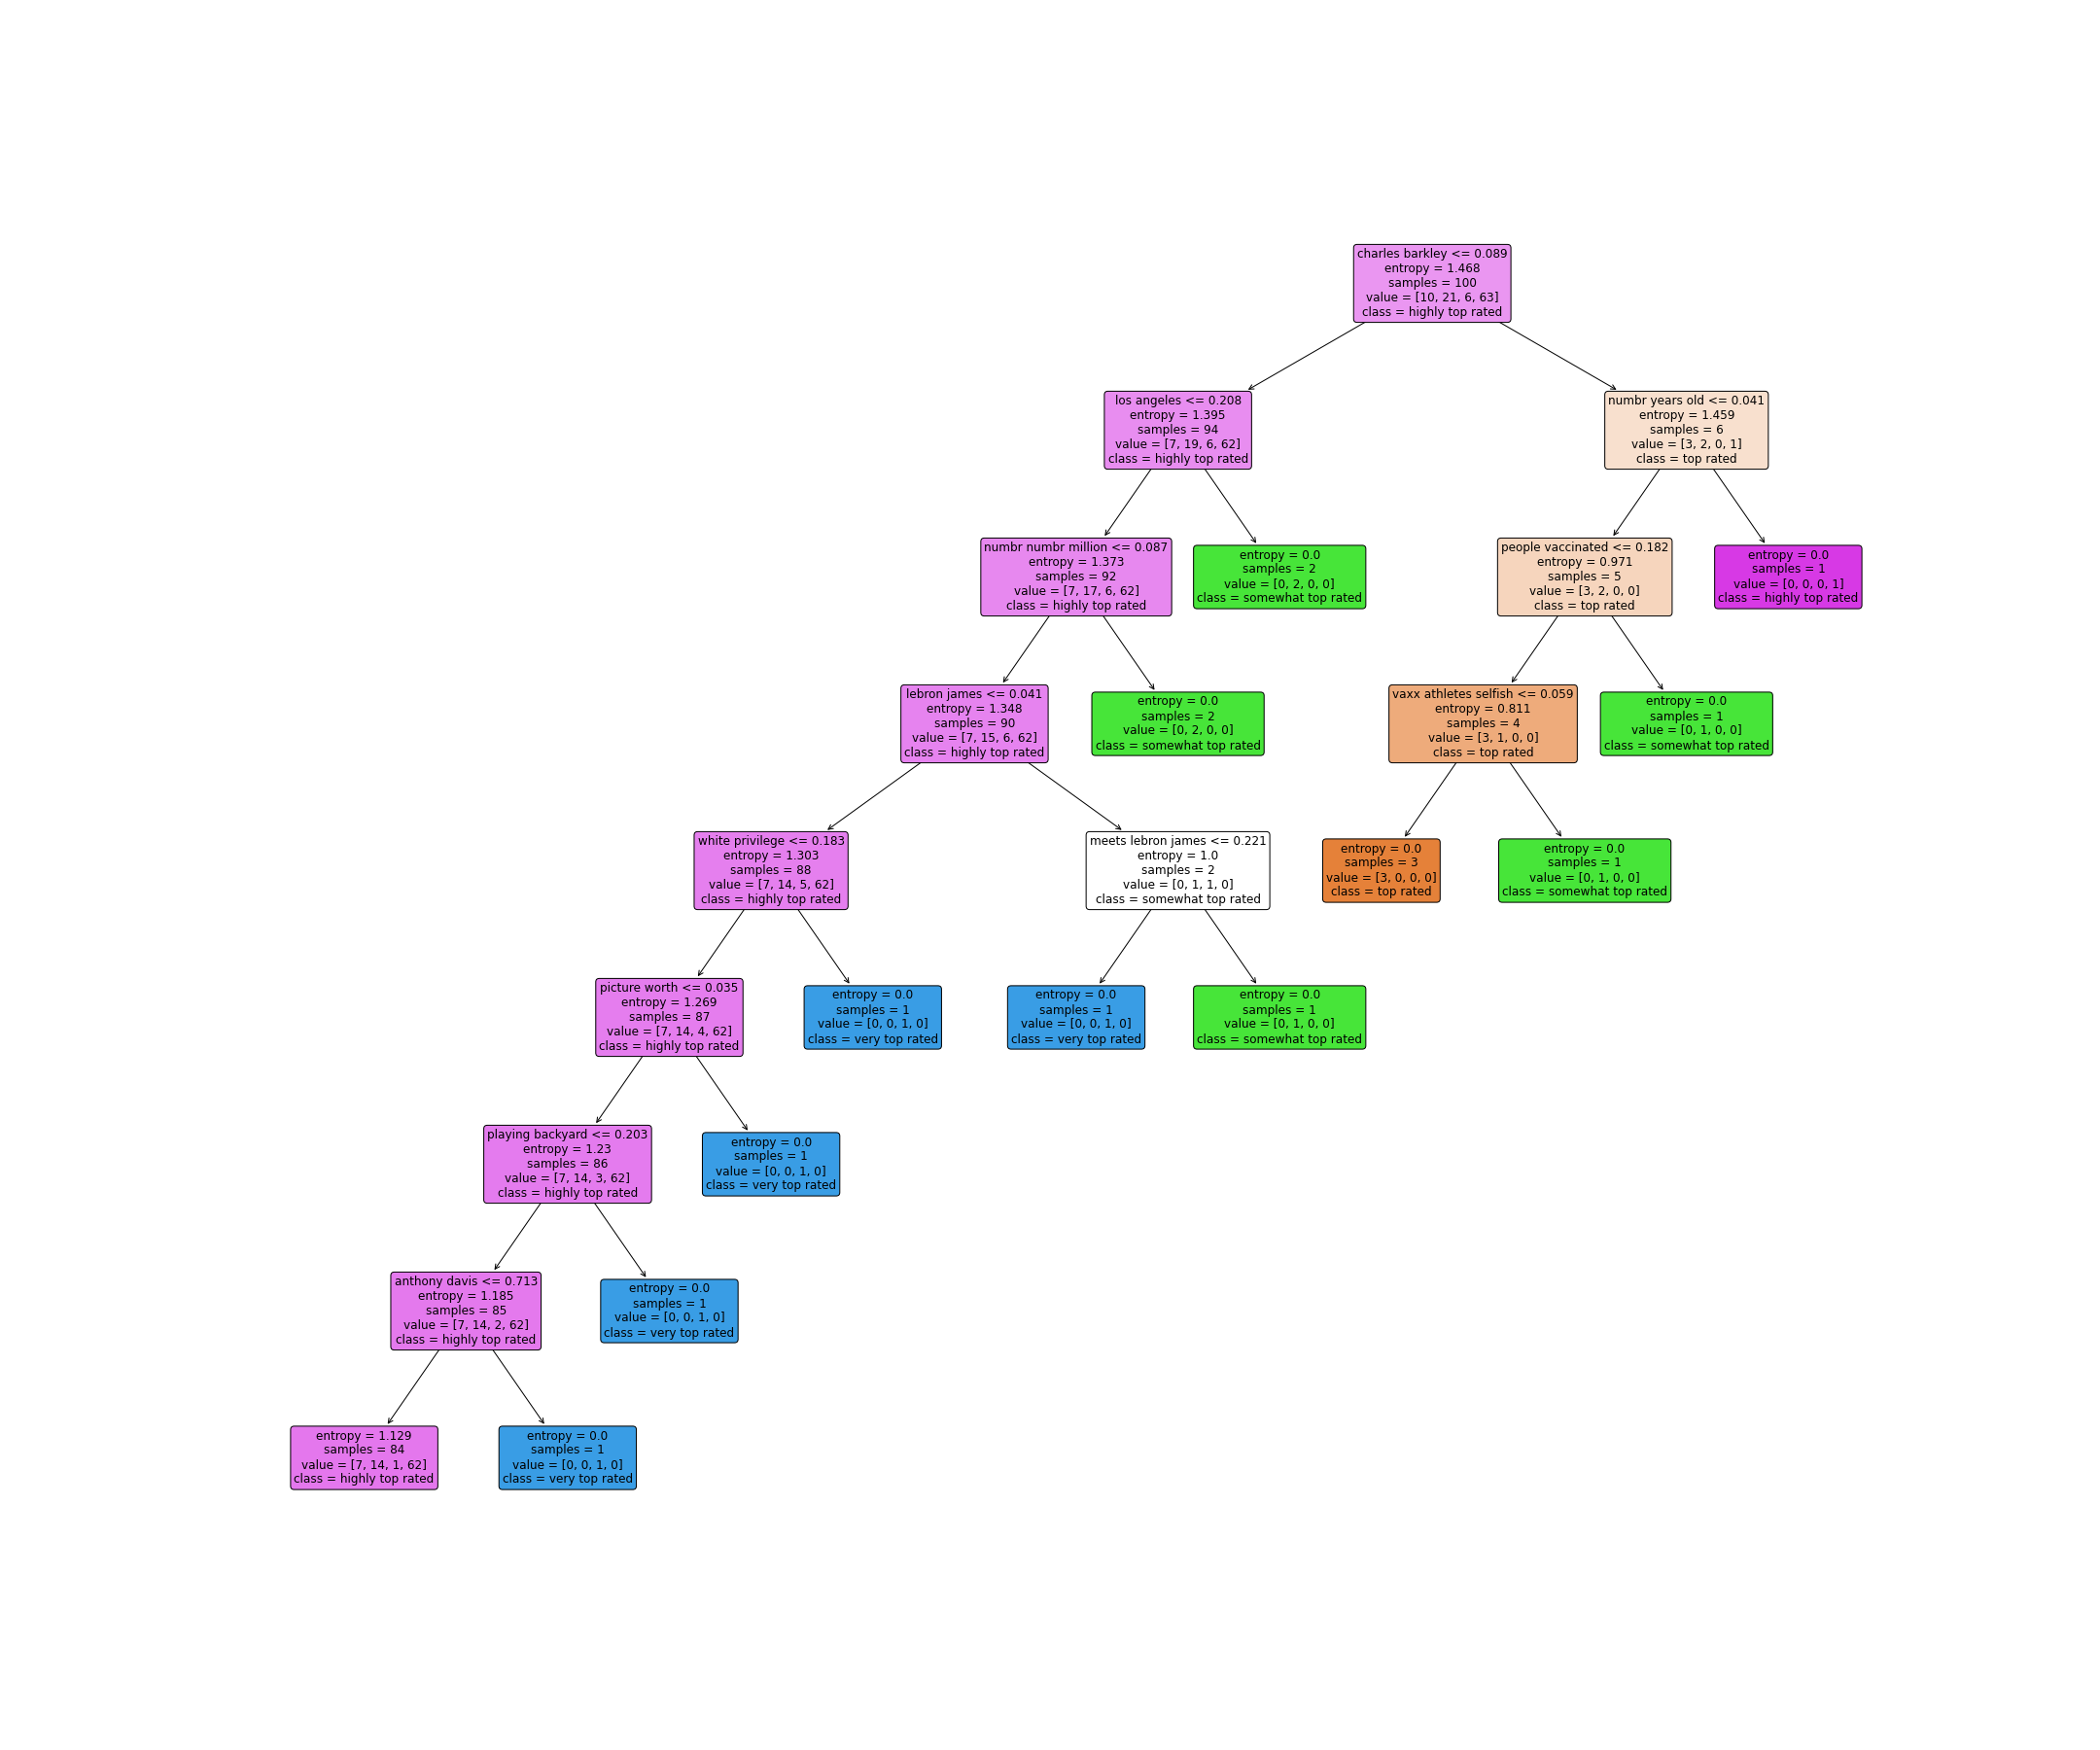 charles barkley <= 0.089
entropy = 1.468
samples = 100
value = [10, 21, 6, 63]
class = highly top rated
los angeles <= 0.208
entropy = 1.395
samples = 94
value = [7, 19, 6, 62]
class = highly top rated
numbr years old <= 0.041
entropy = 1.459
samples = 6
value = [3, 2, 0, 1]
class = top rated
numbr numbr million <= 0.087
entropy = 1.373
samples = 92
value = [7, 17, 6, 62]
class = highly top rated
entropy = 0.0
samples = 2
value = [0, 2, 0, 0]
class = somewhat top rated
people vaccinated <= 0.182
entropy = 0.971
samples = 5
value = [3, 2, 0, 0]
class = top rated
entropy = 0.0
samples = 1
value = [0, 0, 0, 1]
class = highly top rated
lebron james <= 0.041
entropy = 1.348
samples = 90
value = [7, 15, 6, 62]
class = highly top rated
entropy = 0.0
samples = 2
value = [0, 2, 0, 0]
class = somewhat top rated
vaxx athletes selfish <= 0.059
entropy = 0.811
samples = 4
value = [3, 1, 0, 0]
class = top rated
entropy = 0.0
samples = 1
value = [0, 1, 0, 0]
class = somewhat top rated
white privilege <= 0.183
entropy = 1.303
samples = 88
value = [7, 14, 5, 62]
class = highly top rated
meets lebron james <= 0.221
entropy = 1.0
samples = 2
value = [0, 1, 1, 0]
class = somewhat top rated
entropy = 0.0
samples = 3
value = [3, 0, 0, 0]
class = top rated
entropy = 0.0
samples = 1
value = [0, 1, 0, 0]
class = somewhat top rated
picture worth <= 0.035
entropy = 1.269
samples = 87
value = [7, 14, 4, 62]
class = highly top rated
entropy = 0.0
samples = 1
value = [0, 0, 1, 0]
class = very top rated
entropy = 0.0
samples = 1
value = [0, 0, 1, 0]
class = very top rated
entropy = 0.0
samples = 1
value = [0, 1, 0, 0]
class = somewhat top rated
playing backyard <= 0.203
entropy = 1.23
samples = 86
value = [7, 14, 3, 62]
class = highly top rated
entropy = 0.0
samples = 1
value = [0, 0, 1, 0]
class = very top rated
anthony davis <= 0.713
entropy = 1.185
samples = 85
value = [7, 14, 2, 62]
class = highly top rated
entropy = 0.0
samples = 1
value = [0, 0, 1, 0]
class = very top rated
entropy = 1.129
samples = 84
value = [7, 14, 1, 62]
class = highly top rated
entropy = 0.0
samples = 1
value = [0, 0, 1, 0]
class = very top rated